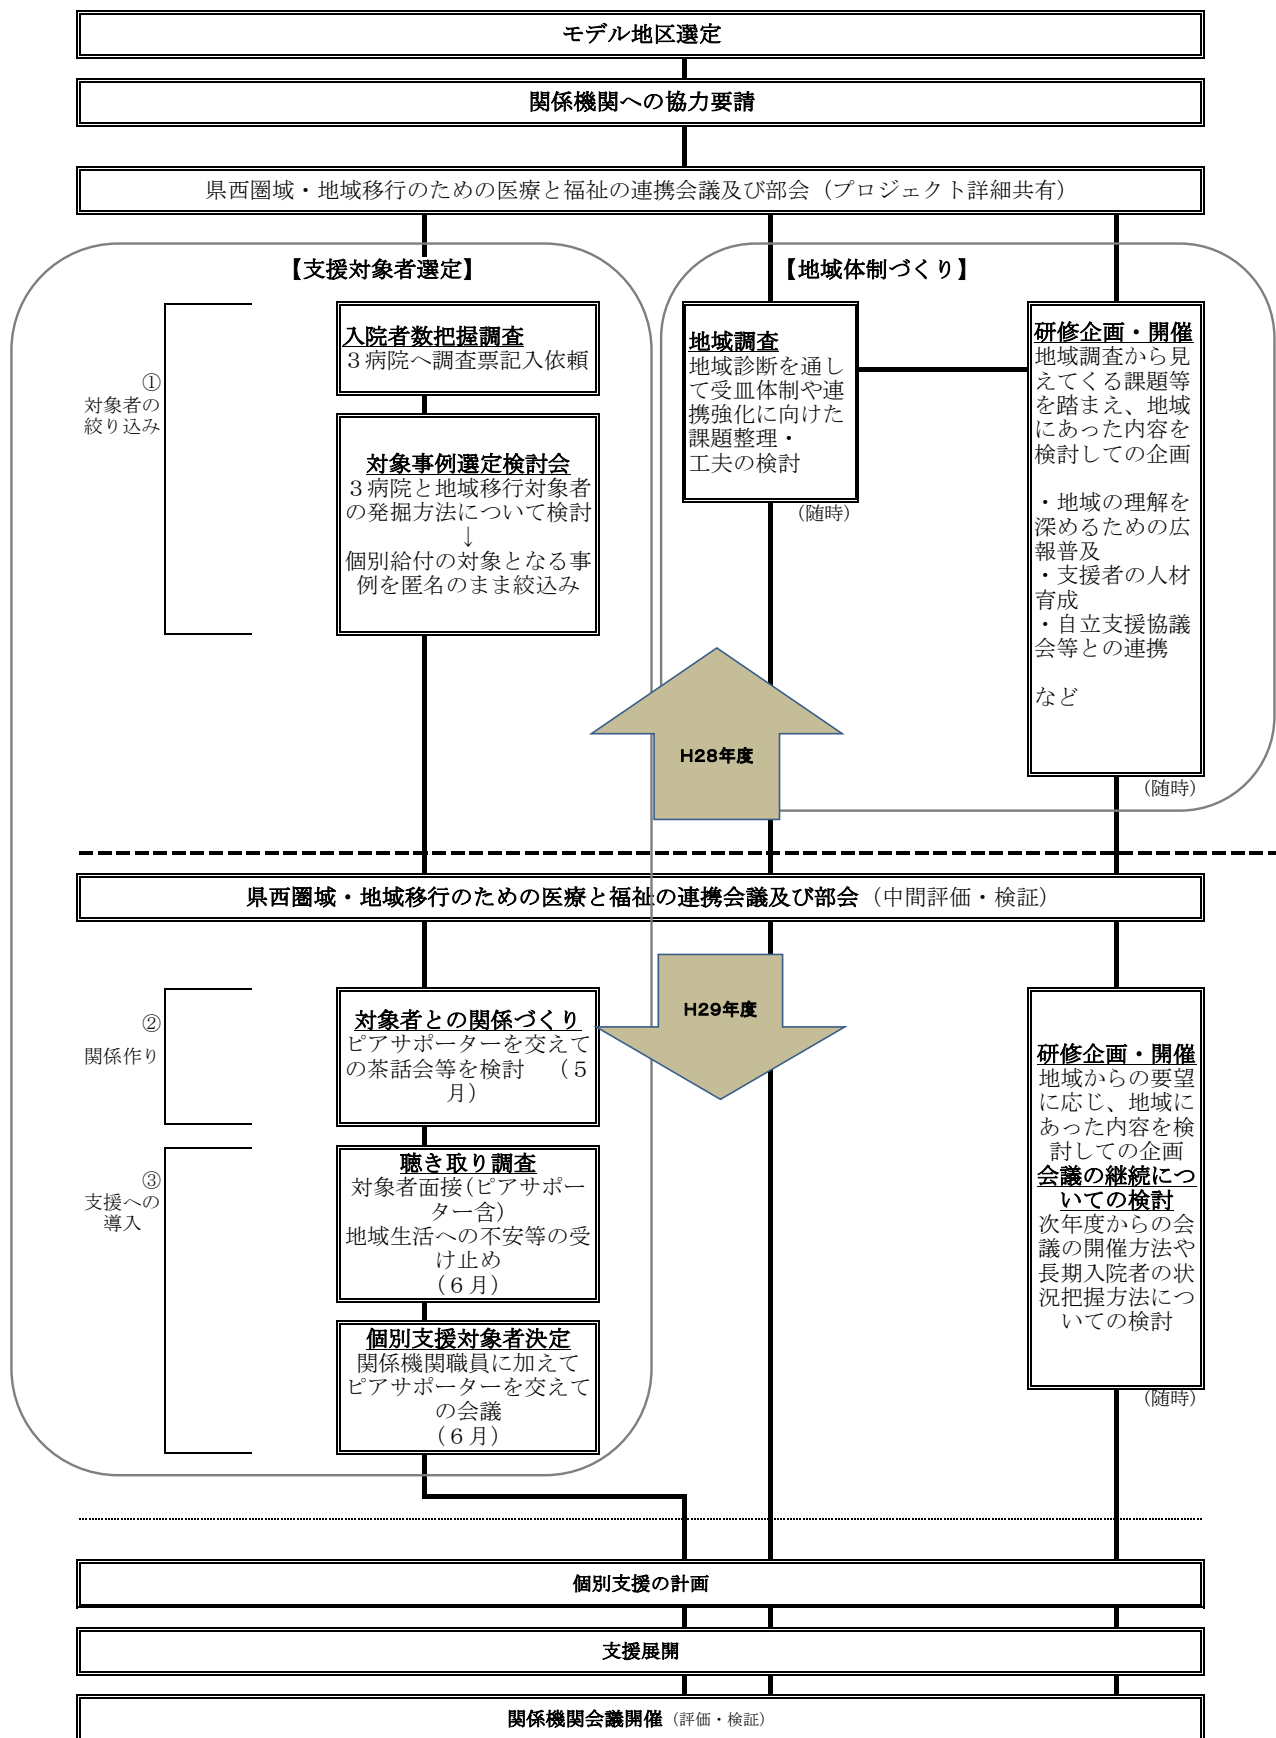 モデル地区選定
関係機関への協力要請
県西圏域・地域移行のための医療と福祉の連携会議及び部会（プロジェクト詳細共有）
【支援対象者選定】
①
対象者の
絞り込み
入院者数把握調査
３病院へ調査票記入依頼
対象事例選定検討会
３病院と地域移行対象者
の発掘方法について検討
↓
個別給付の対象となる事
例を匿名のまま絞込み
【地域体制づくり】
地域調査
地域診断を通し
て受皿体制や連
携強化に向けた
課題整理・
工夫の検討
（随時）
研修企画・開催
地域調査から見
えてくる課題等
を踏まえ、地域
にあった内容を
検討しての企画
・地域の理解を
深めるための広
報普及
・支援者の人材
育成
・自立支援協議
会等との連携
など
（随時）
H28年度
県西圏域・地域移行のための医療と福祉の連携会議及び部会（中間評価・検証）
H29年度
②
関係作り
対象者との関係づくり
ピアサポーターを交えて
の茶話会等を検討　（５
月）
③
支援への
導入
聴き取り調査
対象者面接（ピアサポー
ター含）
地域生活への不安等の受
け止め
（６月）
個別支援対象者決定
関係機関職員に加えて
ピアサポーターを交えて
の会議
（６月）
研修企画・開催
地域からの要望
に応じ、地域に
あった内容を検
討しての企画
会議の継続につ
いての検討
次年度からの会
議の開催方法や
長期入院者の状
況把握方法につ
いての検討
（随時）
個別支援の計画
支援展開
関係機関会議開催（評価・検証）